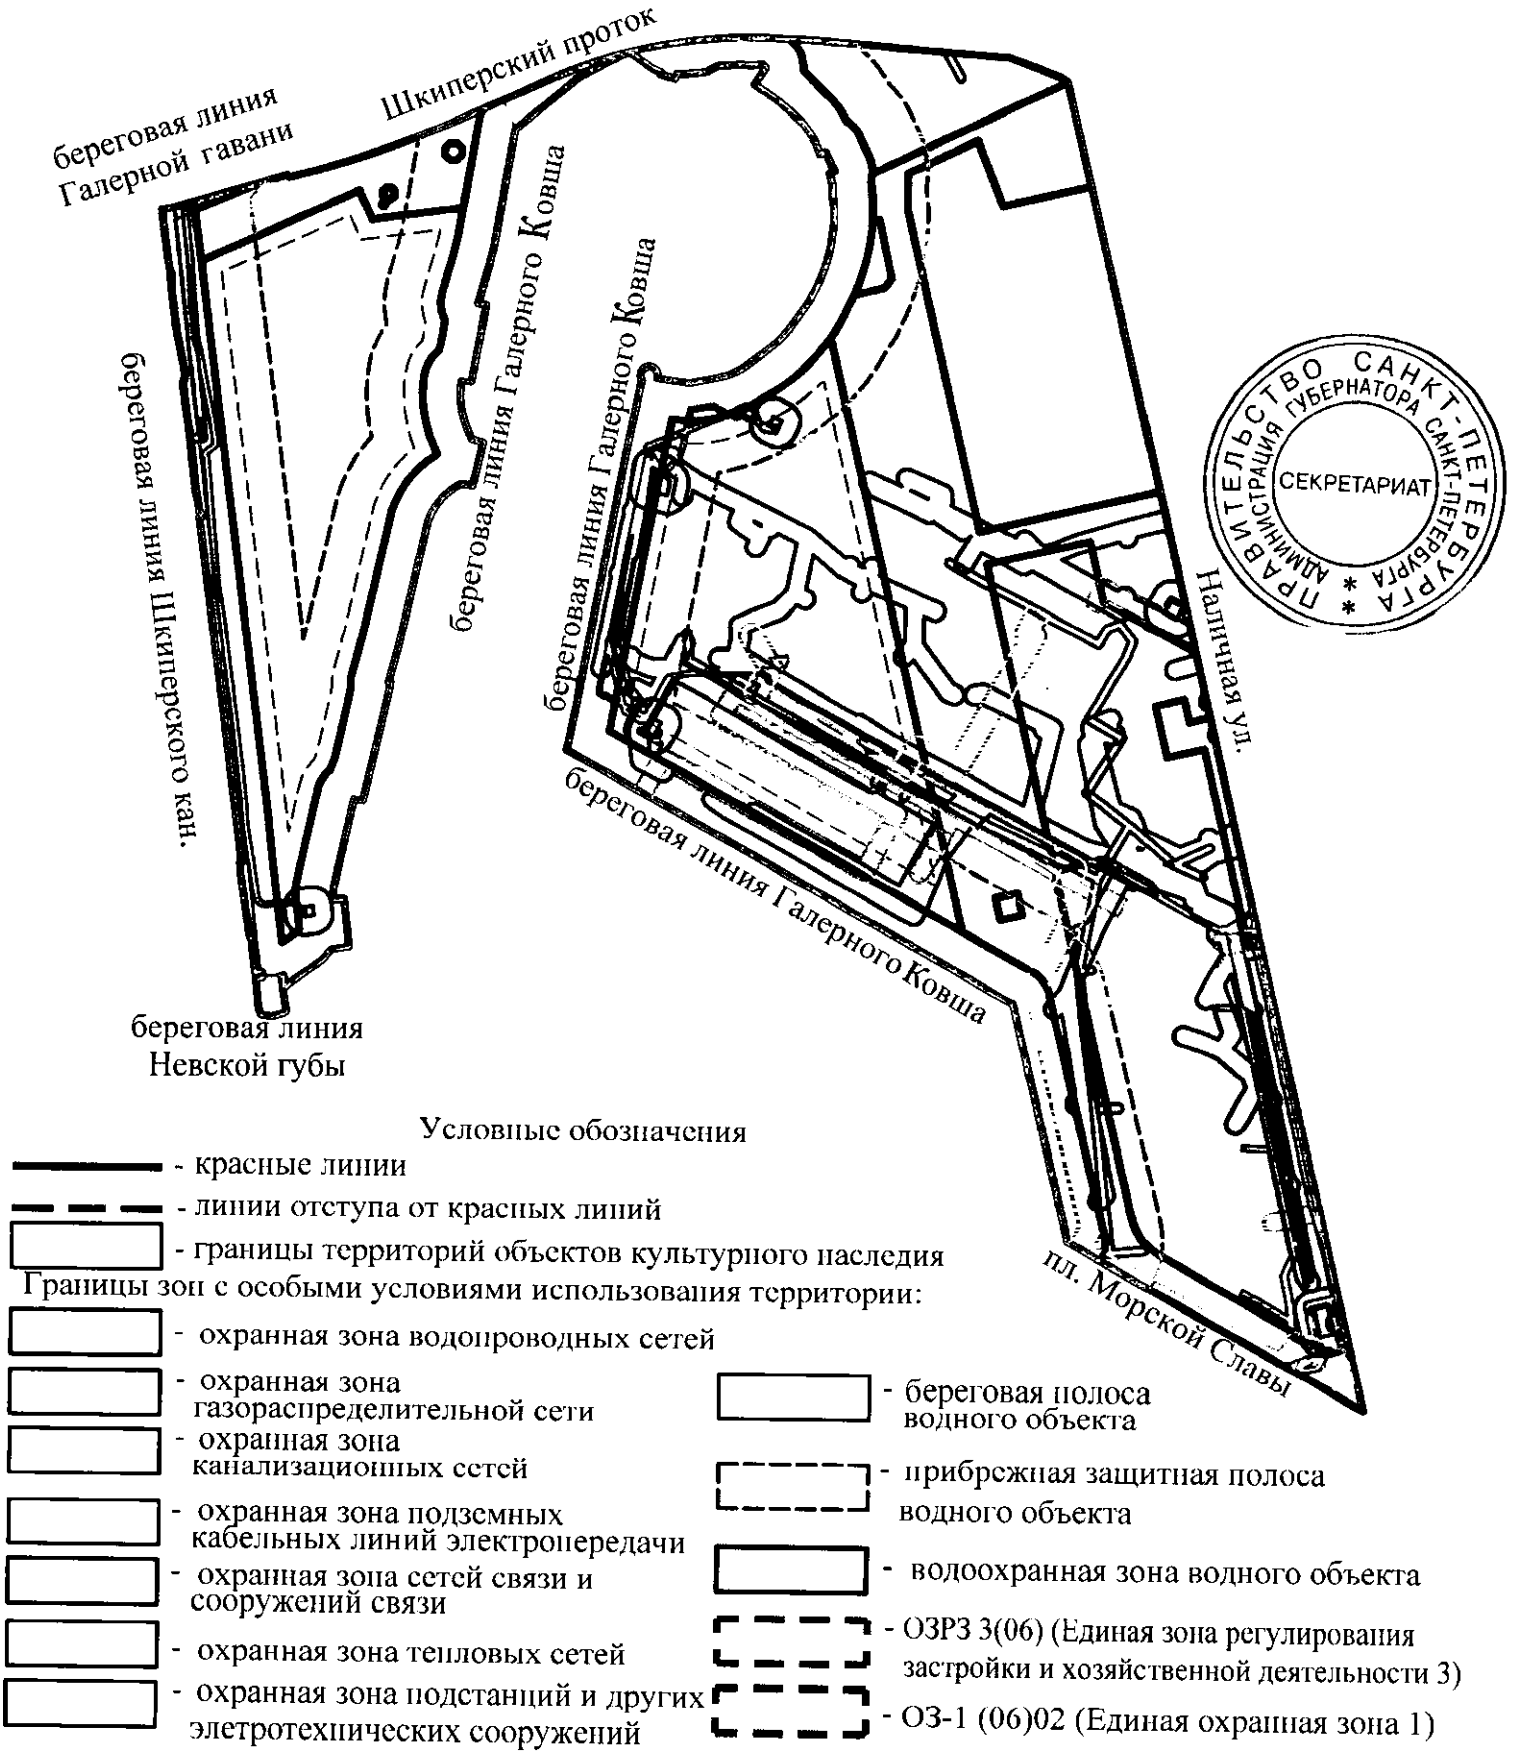 Шкиперский проток
береговая линия
Галерной гавани
береговая линия Галерного Ковша
береговая линия Галерного Ковша
береговая линия Шкиперского кан.
ПРАВИТЕЛЬСТВО САНКТ-ПЕТЕРБУРГА *
АДМИНИСТРАЦИЯ ГУБЕРНАТОРА САНКТ-ПЕТЕРБУРГА *
СЕКРЕТАРИАТ
Наличная ул.
береговая линия Галерного Ковша
береговая линия
Невской губы
пл. Морской Славы
Условные обозначения
- красные линии
- линии отступа от красных линий
- границы территорий объектов культурного наследия
Границы зон с особыми условиями использования территории:
- охранная зона водопроводных сетей
- охранная зона
газораспределительной сети
- охранная зона
канализационных сетей
- охранная зона подземных
кабельных линий электропередачи
- охранная зона сетей связи и
сооружений связи
- охранная зона тепловых сетей
- охранная зона подстанций и других
элетротехнических сооружений
- береговая полоса
водного объекта
- прибрежная защитная полоса
водного объекта
- водоохранная зона водного объекта
- ОЗРЗ 3(06) (Единая зона регулирования
застройки и хозяйственной деятельности 3)
- ОЗ-1 (06)02 (Единая охранная зона 1)